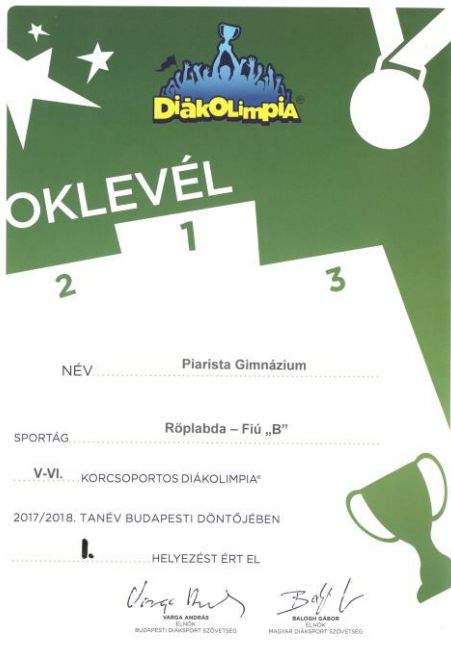 DiákOLimpiA®
OKLEVÉL
1
2
3
NÉV Piarista Gimnázium
SPORTÁG Röplabda – Fiú „B”
V-VI. KORCSOPORTOS DIÁKOLIMPIA®
2017/2018. TANÉV BUDAPESTI DÖNTŐJÉBEN
I. HELYEZÉST ÉRT EL
VARGA ANDRÁS
ELNÖK
BUDAPESTI DIÁKSPORT SZÖVETSÉG
BALOGH GÁBOR
ELNÖK
MAGYAR DIÁKSPORT SZÖVETSÉG